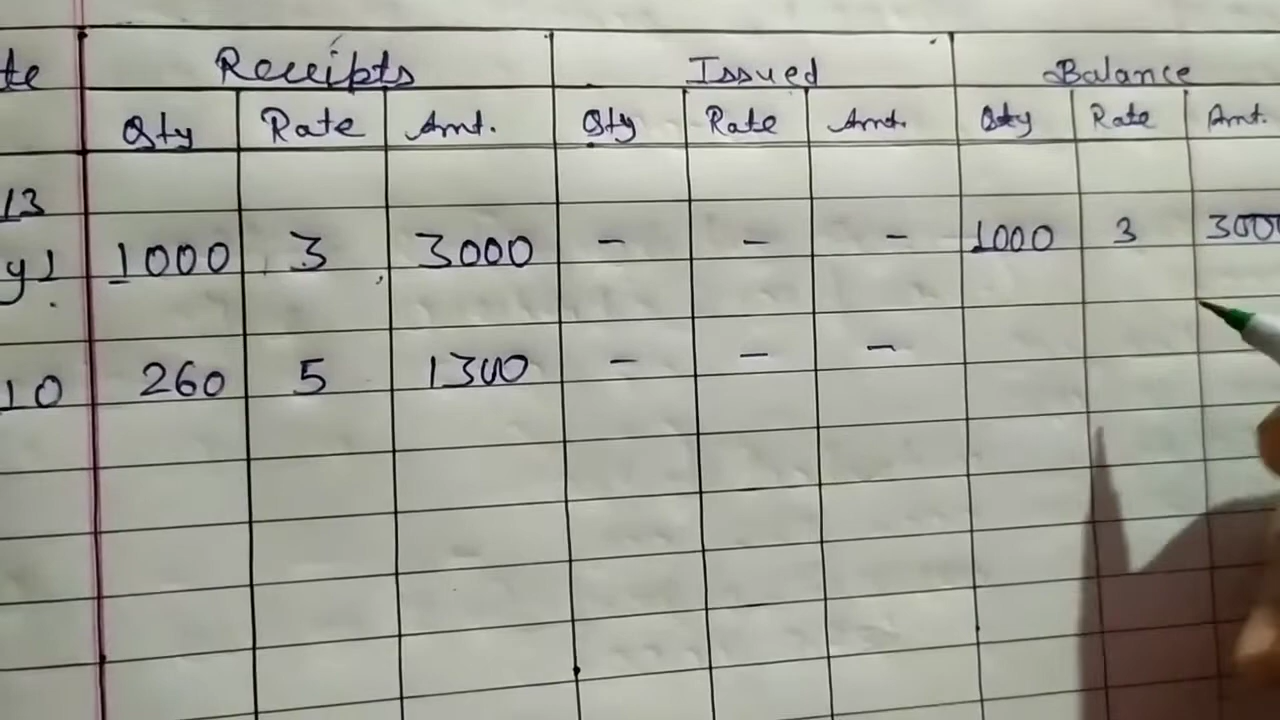 te Receipts Issued Balance
Qty Rate Amt. Qty Rate Amt. Qty Rate Amt.
13
y 1 1000 3 3000 - - - 1000 3 3000
10 260 5 1300 - - -